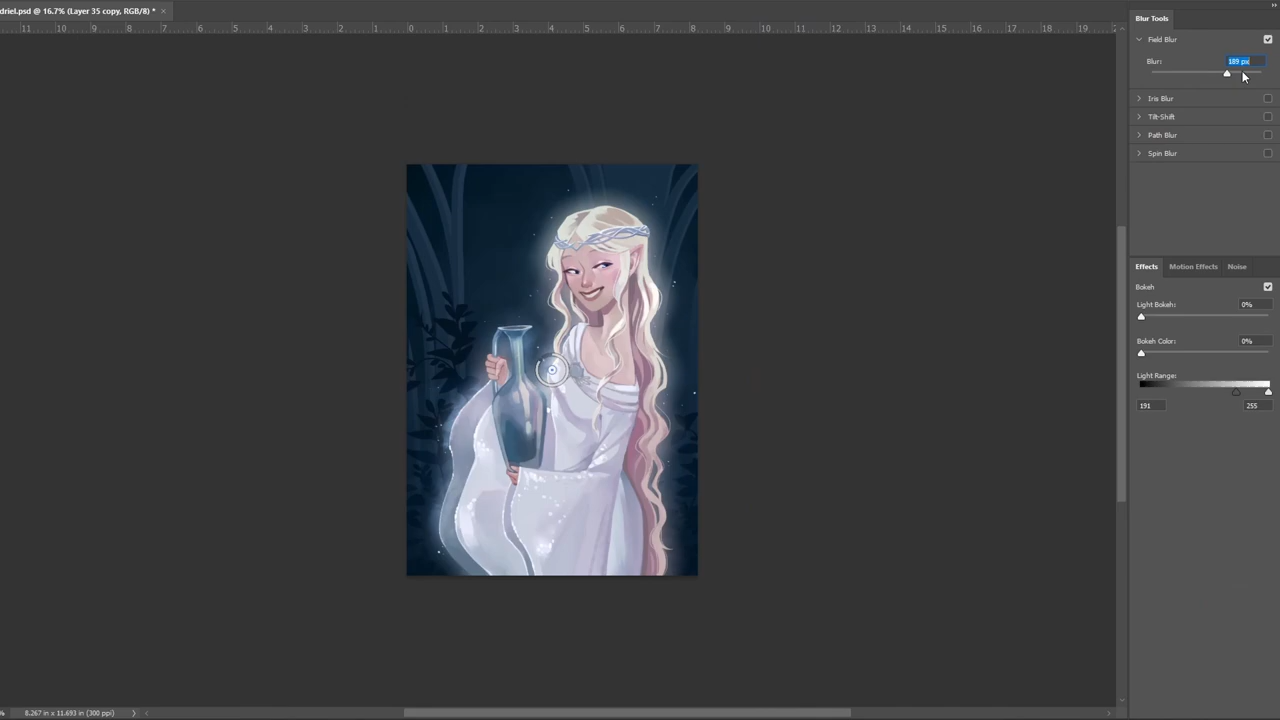 driel.psd @ 16.7% (Layer 35 copy, RGB/8) * ×
11 10 9 8 7 6 5 4 3 2 1 0 1 2 3 4 5 6 7 8 9 10 11 12 13 14 15 16 17 18 19
Blur Tools
Field Blur
Blur: 189 px
Iris Blur
Tilt-Shift
Path Blur
Spin Blur
Effects Motion Effects Noise
Bokeh
Light Bokeh: 0%
Bokeh Color: 0%
Light Range:
191 255
% 8.267 in x 11.693 in (300 ppi)